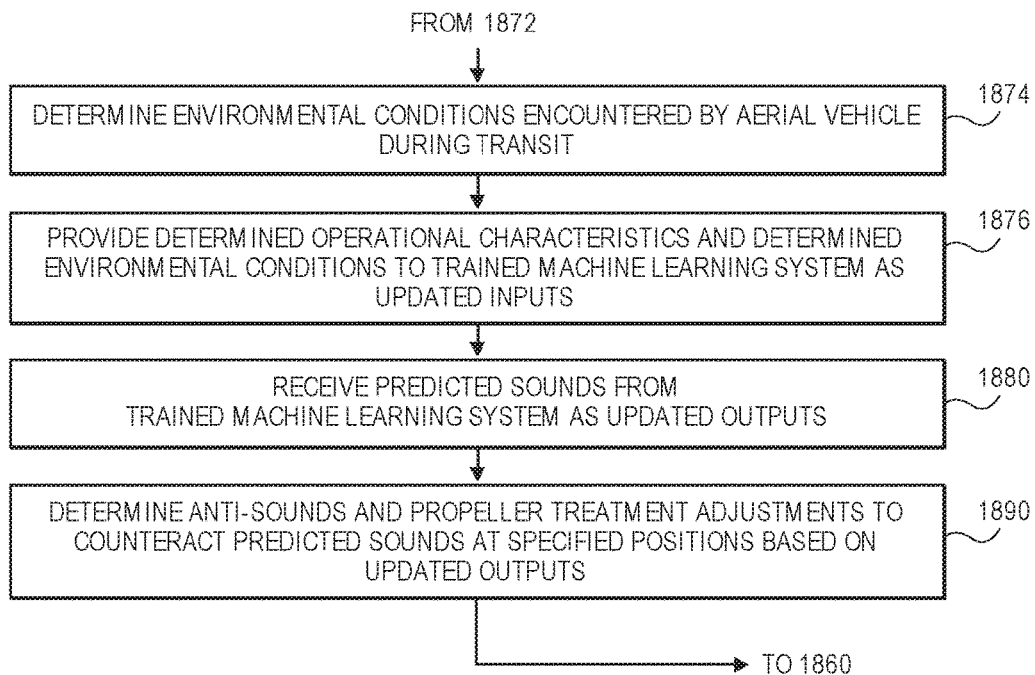 FROM 1872
DETERMINE ENVIRONMENTAL CONDITIONS ENCOUNTERED BY AERIAL VEHICLE
DURING TRANSIT
1874
PROVIDE DETERMINED OPERATIONAL CHARACTERISTICS AND DETERMINED
ENVIRONMENTAL CONDITIONS TO TRAINED MACHINE LEARNING SYSTEM AS
UPDATED INPUTS
1876
RECEIVE PREDICTED SOUNDS FROM
TRAINED MACHINE LEARNING SYSTEM AS UPDATED OUTPUTS
1880
DETERMINE ANTI-SOUNDS AND PROPELLER TREATMENT ADJUSTMENTS TO
COUNTERACT PREDICTED SOUNDS AT SPECIFIED POSITIONS BASED ON
UPDATED OUTPUTS
1890
TO 1860